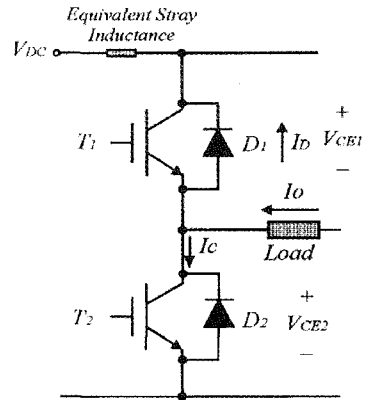 Equivalent Stray
Inductance
VDC
T1
D1
ID
+
VCE1
−
Io
Ic
Load
T2
D2
+
VCE2
−